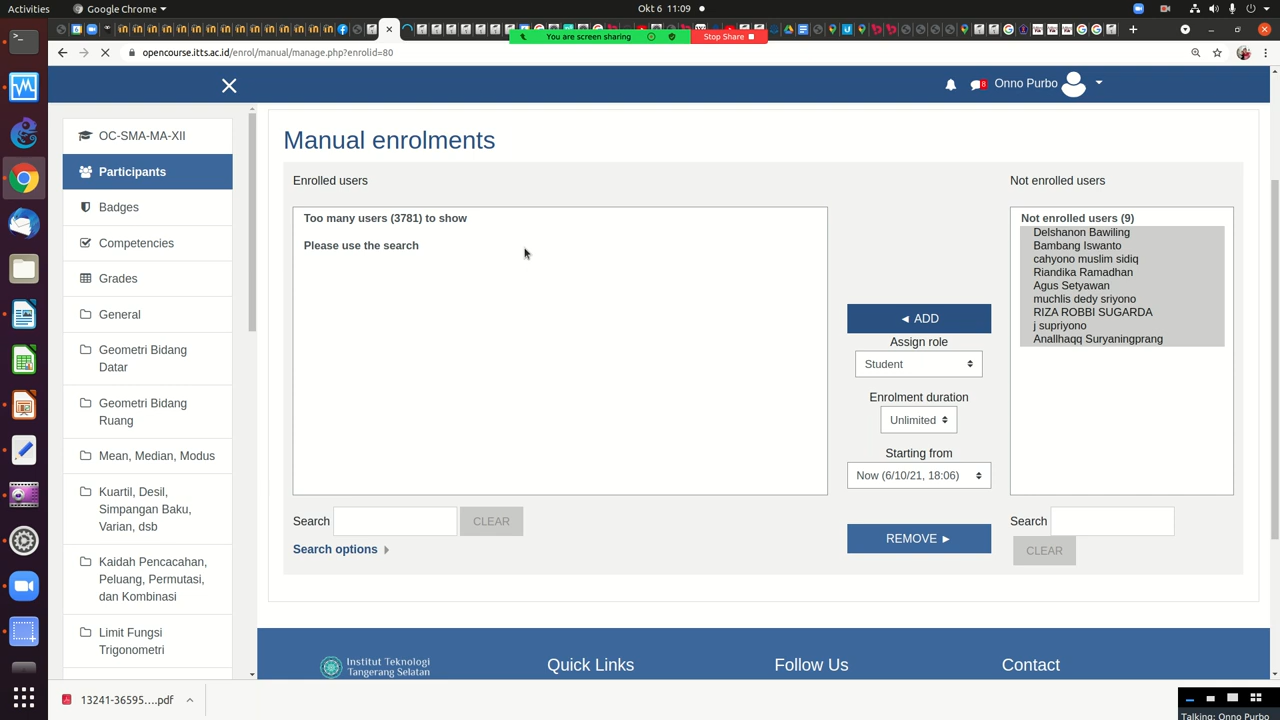 Activities
Google Chrome
Okt 6 11:09
You are screen sharing
Stop Share
opencourse.itts.ac.id/enrol/manual/manage.php?enrolid=80
8
Onno Purbo
OC-SMA-MA-XII
Participants
Badges
Competencies
Grades
General
Geometri Bidang
Datar
Geometri Bidang
Ruang
Mean, Median, Modus
Kuartil, Desil,
Simpangan Baku,
Varian, dsb
Kaidah Pencacahan,
Peluang, Permutasi,
dan Kombinasi
Limit Fungsi
Trigonometri
Manual enrolments
Enrolled users
Too many users (3781) to show
Please use the search
Search
CLEAR
Search options
◄ ADD
Assign role
Student
Enrolment duration
Unlimited
Starting from
Now (6/10/21, 18:06)
REMOVE ►
Not enrolled users
Not enrolled users (9)
Delshanon Bawiling
Bambang Iswanto
cahyono muslim sidiq
Riandika Ramadhan
Agus Setyawan
muchlis dedy sriyono
RIZA ROBBI SUGARDA
j supriyono
Anallhaqq Suryaningprang
Search
CLEAR
Institut Teknologi
Tangerang Selatan
Quick Links
Follow Us
Contact
13241-36595....pdf
Talking: Onno Purbo